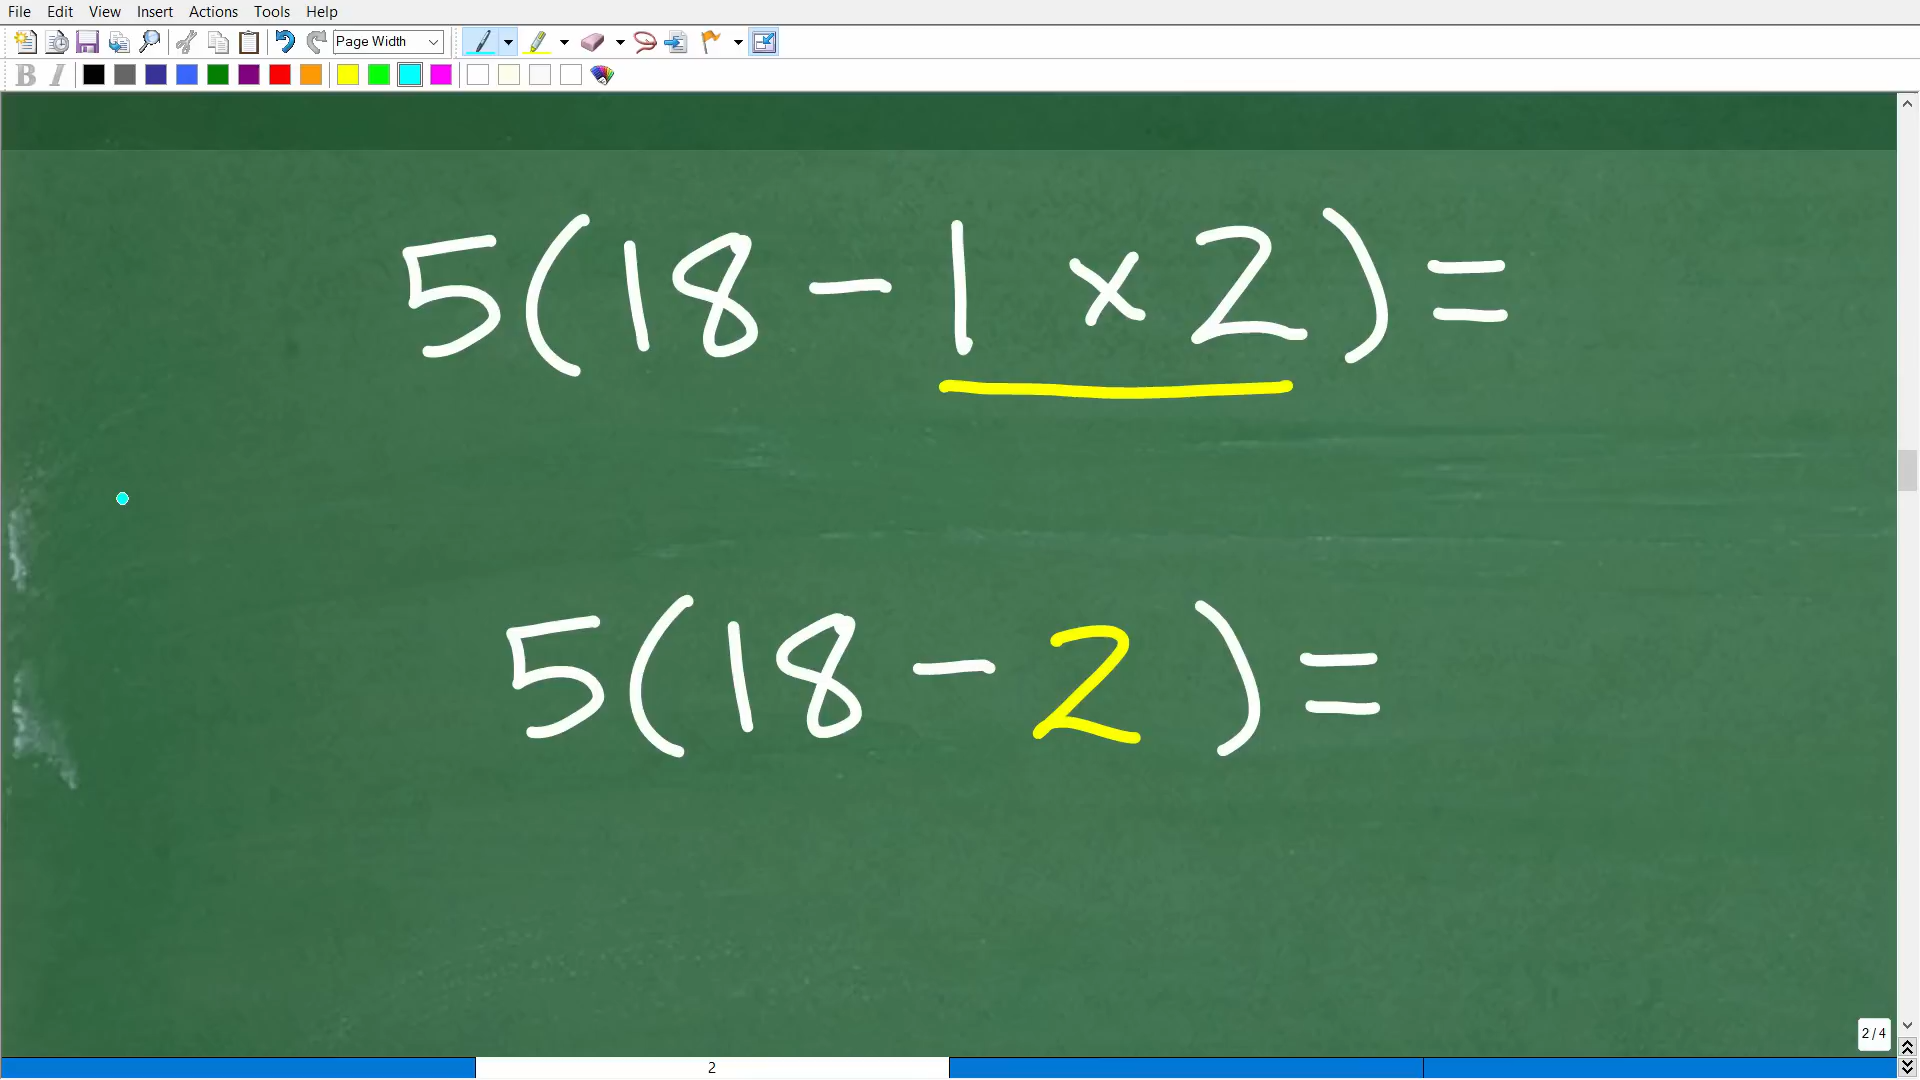 File Edit View Insert Actions Tools Help
Page Width
B I
5(18 - 1 x 2) =
5(18 - 2) =
2 / 4
2